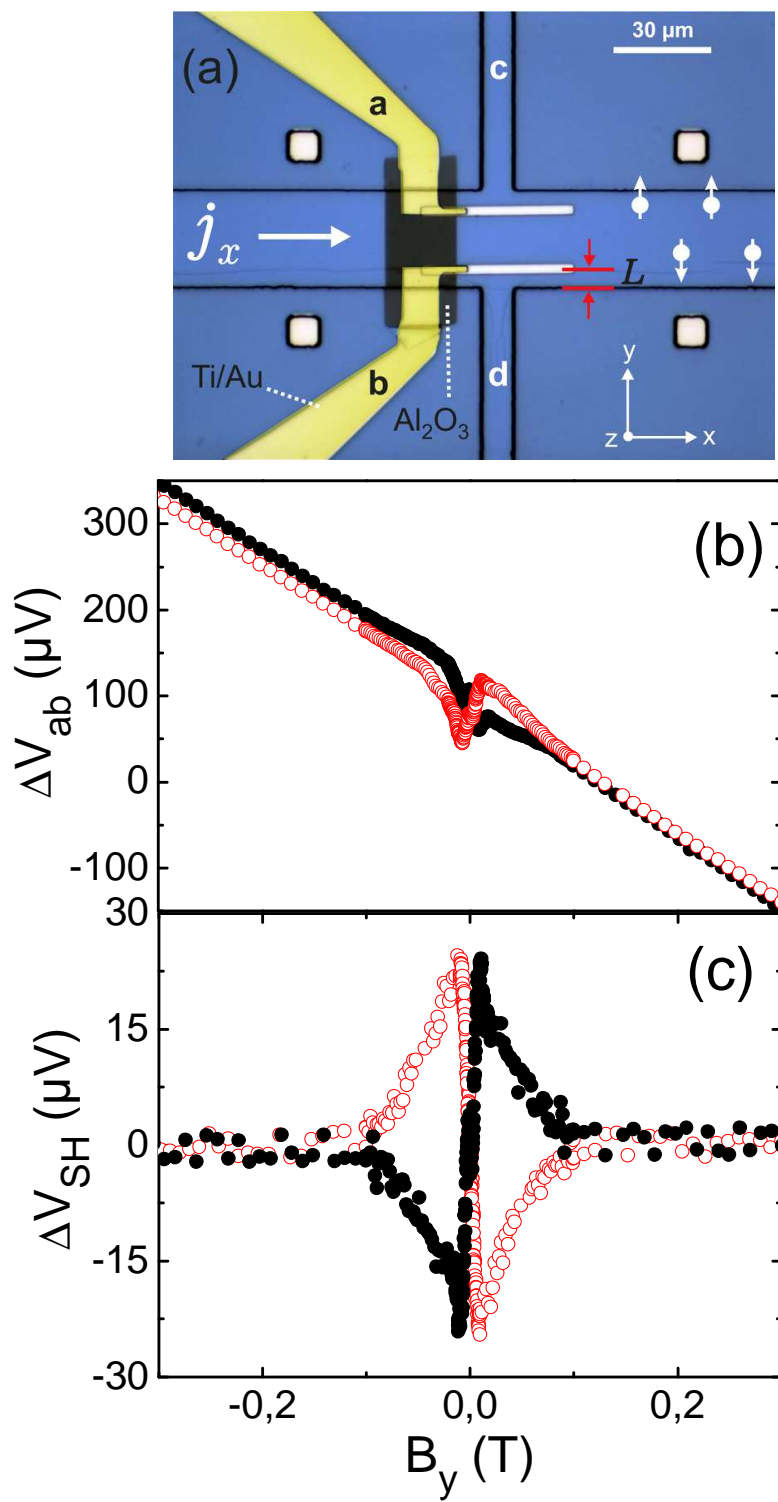 (a)
30 µm
c
a
jₓ
L
Ti/Au
b
Al₂O₃
d
y
z
x
(b)
300
200
100
0
-100
ΔV_ab (µV)
(c)
30
15
0
-15
-30
ΔV_SH (µV)
-0,2
0,0
0,2
B_y (T)